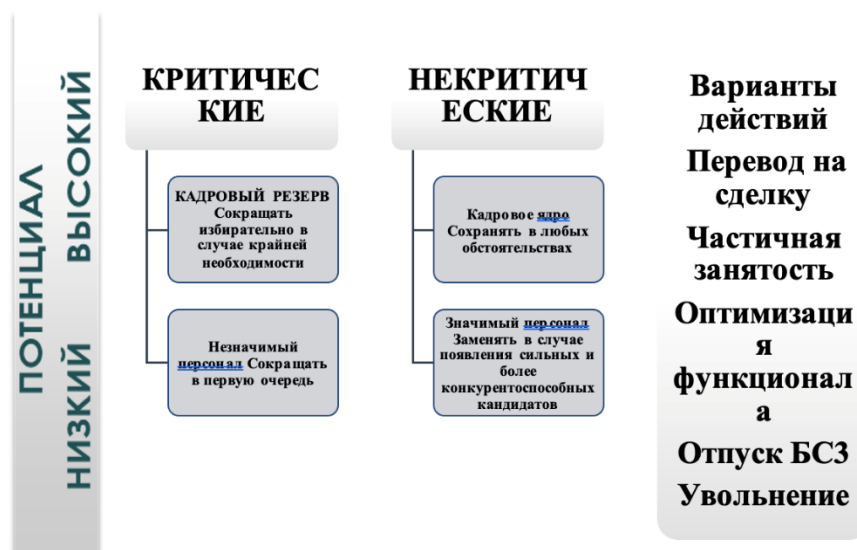 ПОТЕНЦИАЛ
НИЗКИЙ ВЫСОКИЙ
КРИТИЧЕС
КИЕ
КАДРОВЫЙ РЕЗЕРВ
Сокращать
избирательно в
случае крайней
необходимости
Незначимый
персонал Сокращать
в первую очередь
НЕКРИТИЧ
ЕСКИЕ
Кадровое ядро
Сохранять в любых
обстоятельствах
Значимый персонал
Заменять в случае
появления сильных и
более
конкурентоспособных
кандидатов
Варианты
действий
Перевод на
сделку
Частичная
занятость
Оптимизаци
я
функционал
а
Отпуск БСЗ
Увольнение